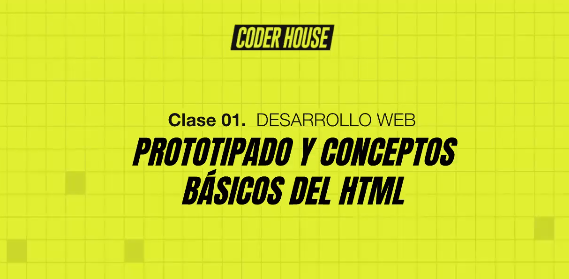 CODER HOUSE
Clase 01. DESARROLLO WEB
PROTOTIPADO Y CONCEPTOS
BÁSICOS DEL HTML